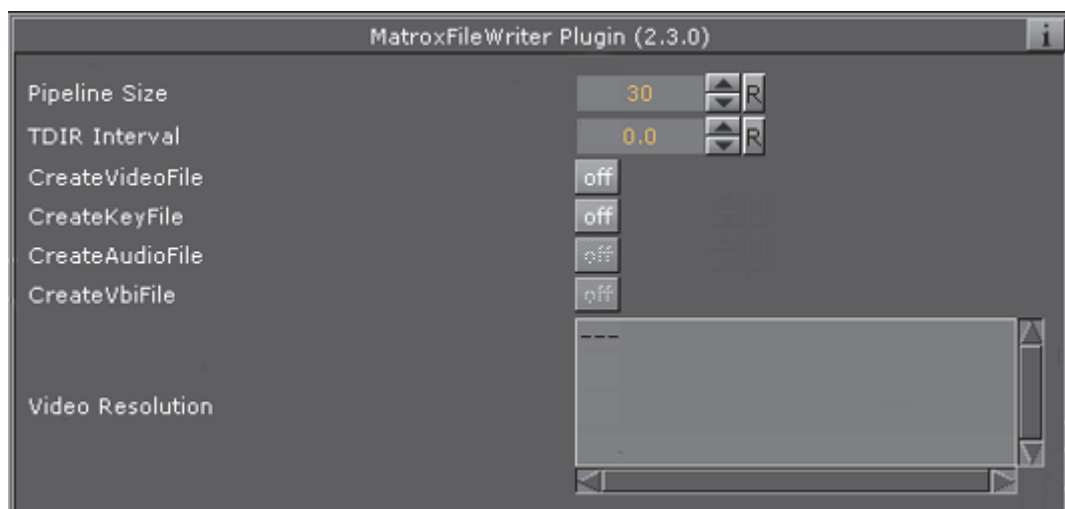 MatroxFileWriter Plugin (2.3.0) i
Pipeline Size 30 R
TDIR Interval 0.0 R
CreateVideoFile off
CreateKeyFile off
CreateAudioFile off
CreateVbiFile off
---
Video Resolution